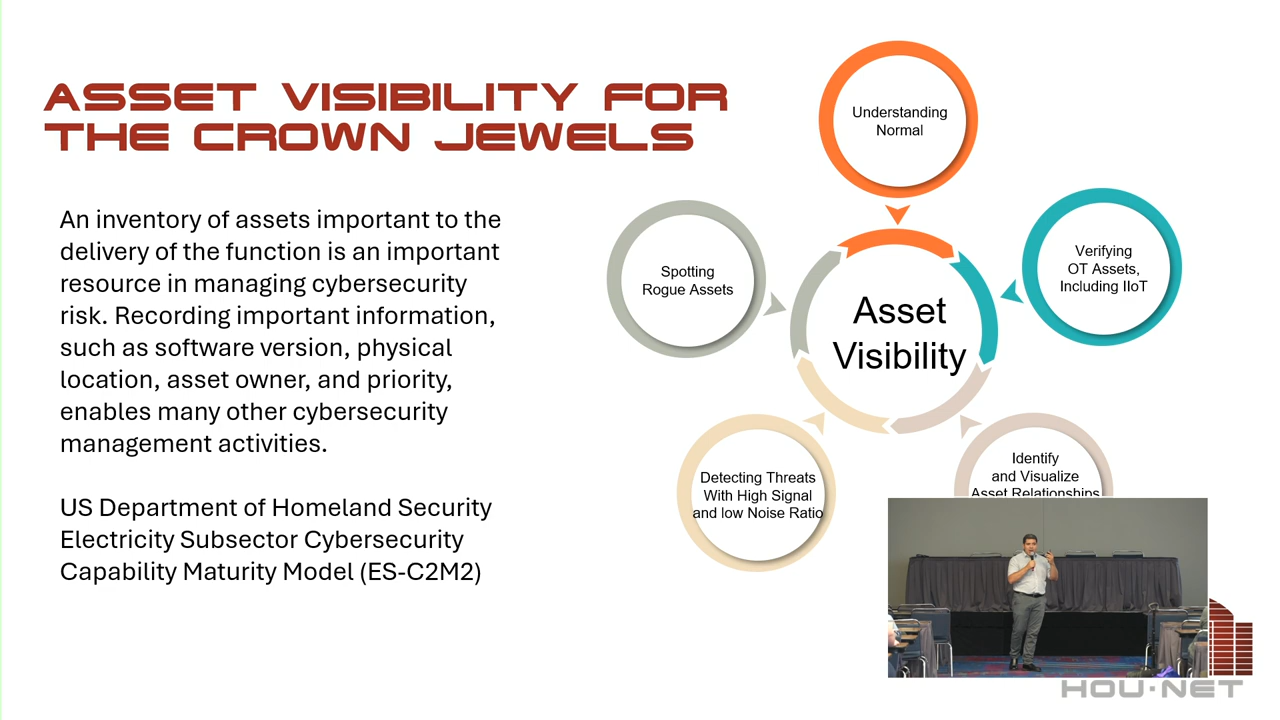 ASSET VISIBILITY FOR
THE CROWN JEWELS
An inventory of assets important to the
delivery of the function is an important
resource in managing cybersecurity
risk. Recording important information,
such as software version, physical
location, asset owner, and priority,
enables many other cybersecurity
management activities.
US Department of Homeland Security
Electricity Subsector Cybersecurity
Capability Maturity Model (ES-C2M2)
Understanding
Normal
Verifying
OT Assets,
Including IIoT
Identify
and Visualize
Asset Relationships
Detecting Threats
With High Signal
and low Noise Ratio
Spotting
Rogue Assets
Asset
Visibility
HOU·NET